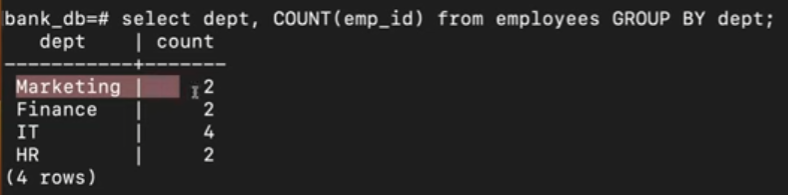 bank_db=# select dept, COUNT(emp_id) from employees GROUP BY dept;
   dept    | count
-----------+-------
 Marketing |     2
 Finance   |     2
 IT        |     4
 HR        |     2
(4 rows)